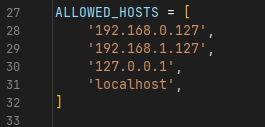 27 ALLOWED_HOSTS = [
28     '192.168.0.127',
29     '192.168.1.127',
30     '127.0.0.1',
31     'localhost',
32 ]
33